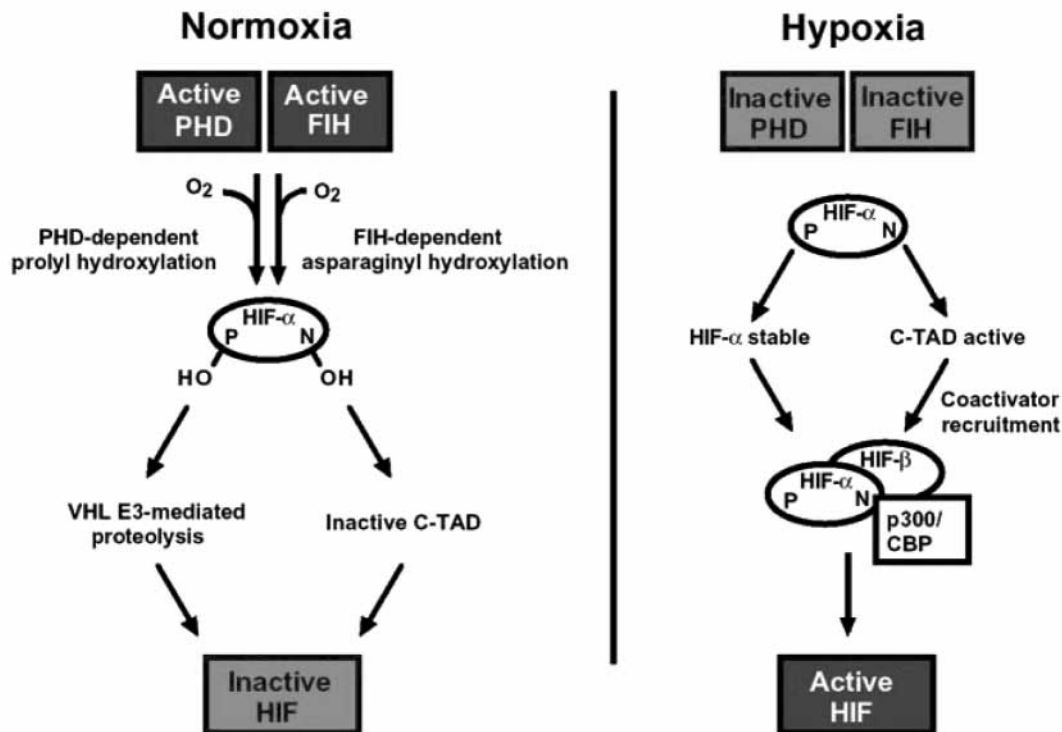 Normoxia
Active
PHD
Active
FIH
O2
O2
PHD-dependent
prolyl hydroxylation
FIH-dependent
asparaginyl hydroxylation
HIF-α
P
N
HO
OH
VHL E3-mediated
proteolysis
Inactive C-TAD
Inactive
HIF
Hypoxia
Inactive
PHD
Inactive
FIH
HIF-α
P
N
HIF-α stable
C-TAD active
Coactivator
recruitment
HIF-β
HIF-α
P
N
p300/
CBP
Active
HIF